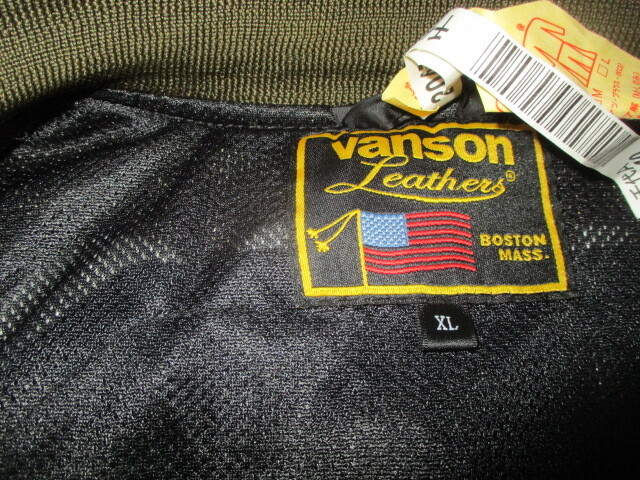 Vanson
Leathers®
BOSTON
MASS.
XL
M □ L
H